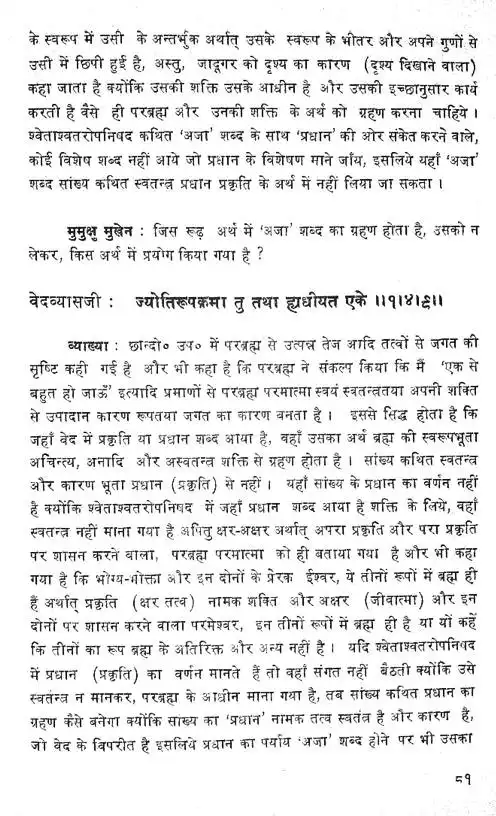 के स्वरूप में उसी के अन्तर्भुक अर्थात् उसके स्वरूप के भीतर और अपने गुणों से
उसी में छिपी हुई है, अस्तु, जादूगर को दृश्य का कारण (दृश्य दिखाने वाला)
कहा जाता है क्योंकि उसकी शक्ति उसके आधीन है और उसकी इच्छानुसार कार्य
करती है वैसे ही परब्रह्म और उनकी शक्ति के अर्थ को ग्रहण करना चाहिये ।
श्वेताश्वतरोपनिषद कथित 'अजा' शब्द के साथ 'प्रधान' की ओर संकेत करने वाले,
कोई विशेष शब्द नहीं आये जो प्रधान के विशेषण माने जाँय, इसलिये यहाँ 'अजा'
शब्द सांख्य कथित स्वतन्त्र प्रधान प्रकृति के अर्थ में नहीं लिया जा सकता ।
मुमुक्षु मुखेन : जिस रूढ़ अर्थ में 'अजा' शब्द का ग्रहण होता है, उसको न
लेकर, किस अर्थ में प्रयोग किया गया है ?
वेदव्यासजी : ज्योतिरूपक्रमा तु तथा ह्यधीयत एके ॥१।४।९॥
व्याख्या : छान्दो० उप० में परब्रह्म से उत्पन्न तेज आदि तत्वों से जगत की
सृष्टि कही गई है और भी कहा है कि परब्रह्म ने संकल्प किया कि मैं 'एक से
बहुत हो जाऊँ' इत्यादि प्रमाणों से परब्रह्म परमात्मा स्वयं स्वतन्त्रतया अपनी शक्ति
से उपादान कारण रूपतया जगत का कारण वनता है । इससे सिद्ध होता है कि
जहाँ वेद में प्रकृति या प्रधान शब्द आया है, वहाँ उसका अर्थ ब्रह्म की स्वरूपभूता
अचिन्त्य, अनादि और अस्वतन्त्र शक्ति से ग्रहण होता है । सांख्य कथित स्वतन्त्र
और कारण भूता प्रधान (प्रकृति) से नहीं । यहाँ सांख्य के प्रधान का वर्णन नहीं
है क्योंकि श्वेताश्वतरोपनिषद में जहाँ प्रधान शब्द आया है शक्ति के लिये, वहाँ
स्वतन्त्र नहीं माना गया है अपितु क्षर-अक्षर अर्थात् अपरा प्रकृति और परा प्रकृति
पर शासन करने वाला, परब्रह्म परमात्मा को ही बताया गया है और भी कहा
गया है कि भोग्य-भोक्ता और इन दोनों के प्रेरक ईश्वर, ये तीनों रूपों में ब्रह्म ही
हैं अर्थात् प्रकृति (क्षर तत्व) नामक शक्ति और अक्षर (जीवात्मा) और इन
दोनों पर शासन करने वाला परमेश्वर, इन तीनों रूपों में ब्रह्म ही है या यों कहें
कि तीनों का रूप ब्रह्म के अतिरिक्त और अन्य नहीं है । यदि श्वेताश्वतरोपनिषद
में प्रधान (प्रकृति) का वर्णन मानते हैं तो वहाँ संगत नहीं बैठती क्योंकि उसे
स्वतन्त्र न मानकर, परब्रह्म के आधीन माना गया है, तब सांख्य कथित प्रधान का
ग्रहण कैसे बनेगा क्योंकि सांख्य का 'प्रधान' नामक तत्व स्वतंत्र है और कारण है,
जो वेद के विपरीत है इसलिये प्रधान का पर्याय 'अजा' शब्द होने पर भी उसका
८१